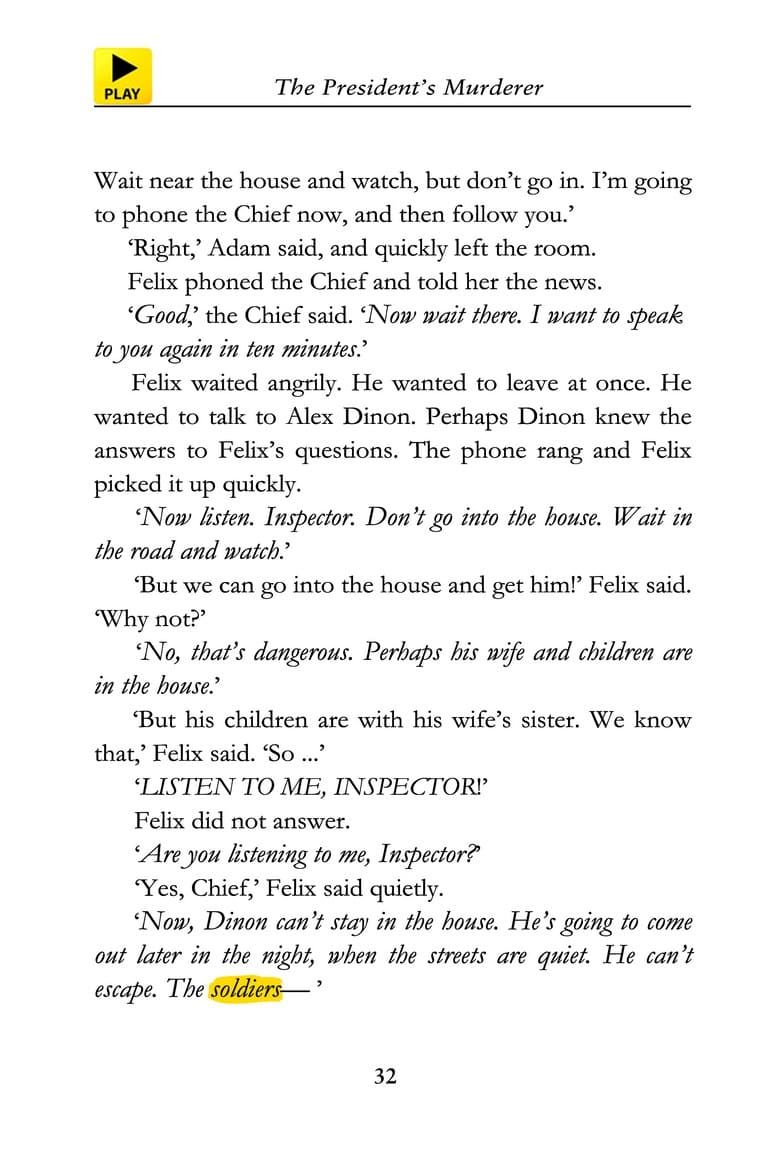 PLAY
The President’s Murderer
Wait near the house and watch, but don’t go in. I’m going
to phone the Chief now, and then follow you.’
‘Right,’ Adam said, and quickly left the room.
Felix phoned the Chief and told her the news.
‘Good,’ the Chief said. ‘Now wait there. I want to speak
to you again in ten minutes.’
Felix waited angrily. He wanted to leave at once. He
wanted to talk to Alex Dinon. Perhaps Dinon knew the
answers to Felix’s questions. The phone rang and Felix
picked it up quickly.
‘Now listen. Inspector. Don’t go into the house. Wait in
the road and watch.’
‘But we can go into the house and get him!’ Felix said.
‘Why not?’
‘No, that’s dangerous. Perhaps his wife and children are
in the house.’
‘But his children are with his wife’s sister. We know
that,’ Felix said. ‘So ...’
‘LISTEN TO ME, INSPECTOR!’
Felix did not answer.
‘Are you listening to me, Inspector?’
‘Yes, Chief,’ Felix said quietly.
‘Now, Dinon can’t stay in the house. He’s going to come
out later in the night, when the streets are quiet. He can’t
escape. The soldiers— ’
32